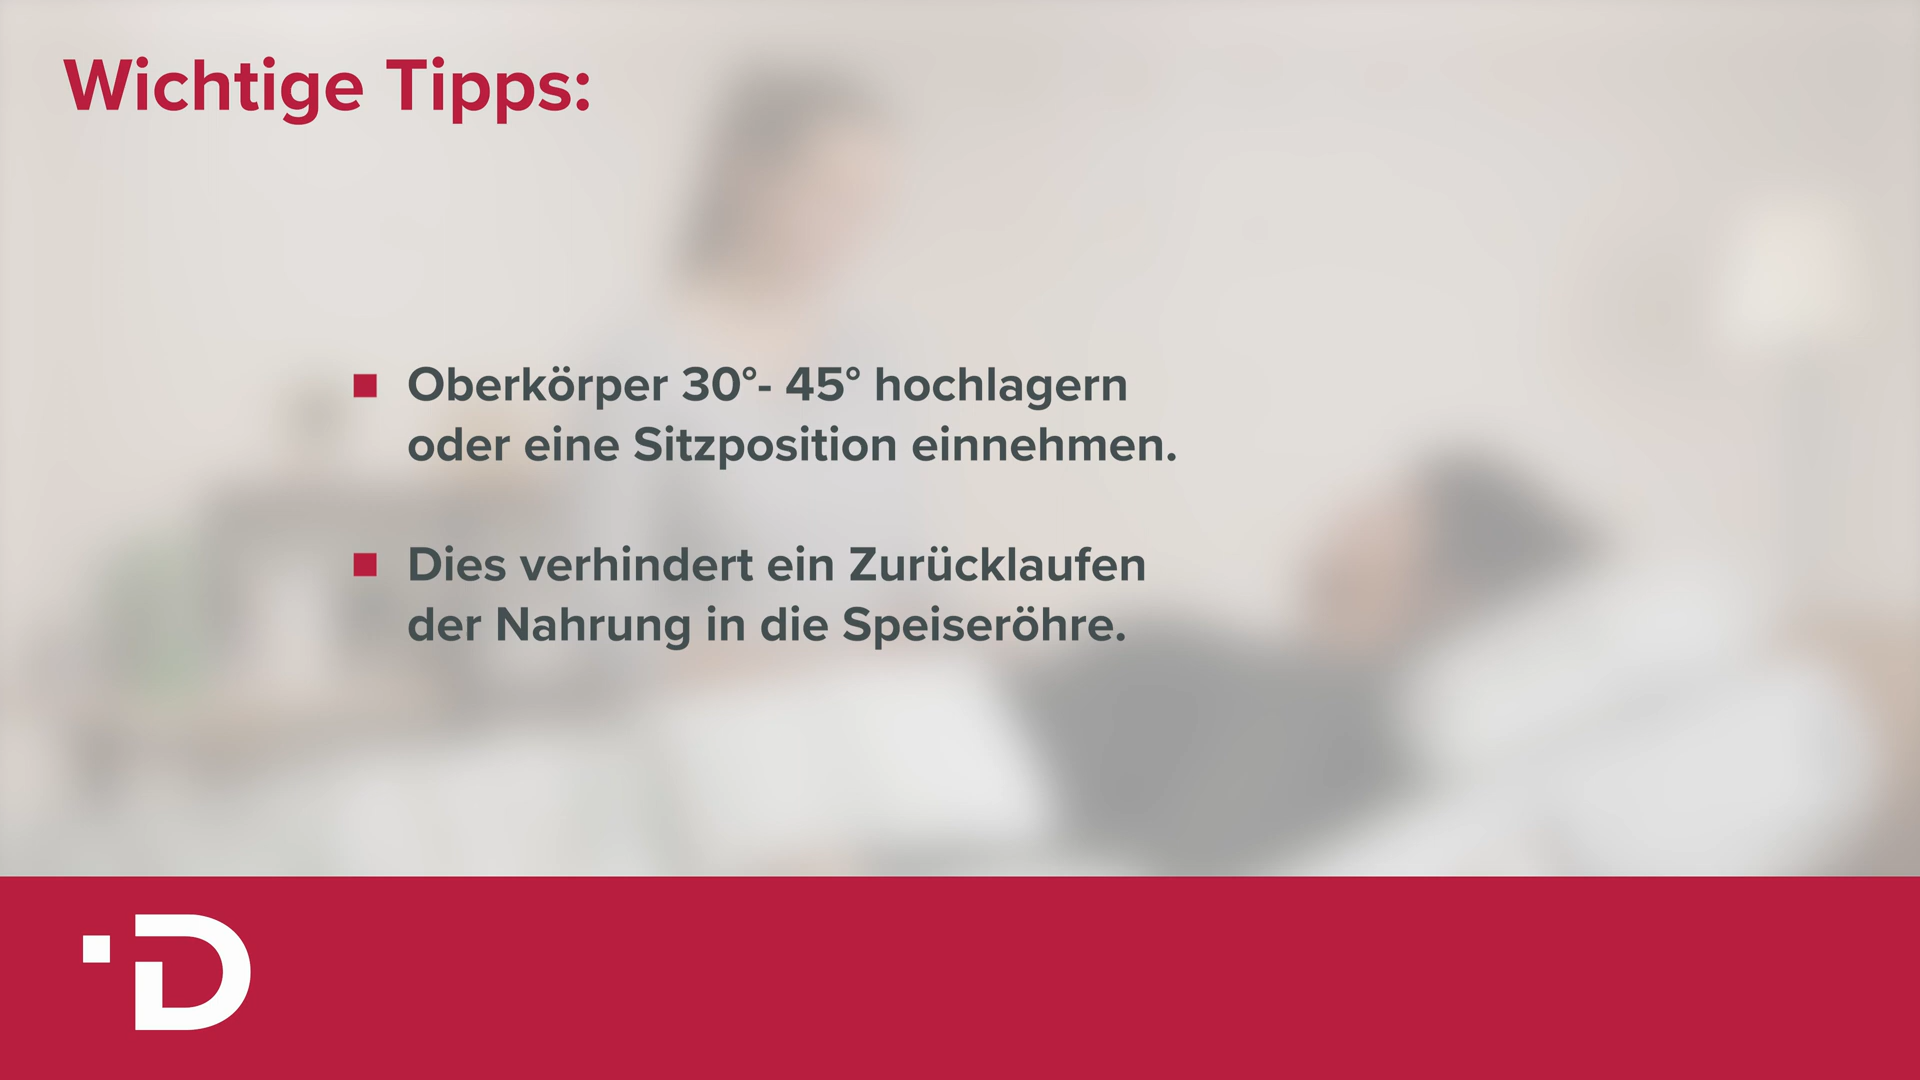 Wichtige Tipps:
Oberkörper 30°- 45° hochlagern
oder eine Sitzposition einnehmen.
Dies verhindert ein Zurücklaufen
der Nahrung in die Speiseröhre.
D